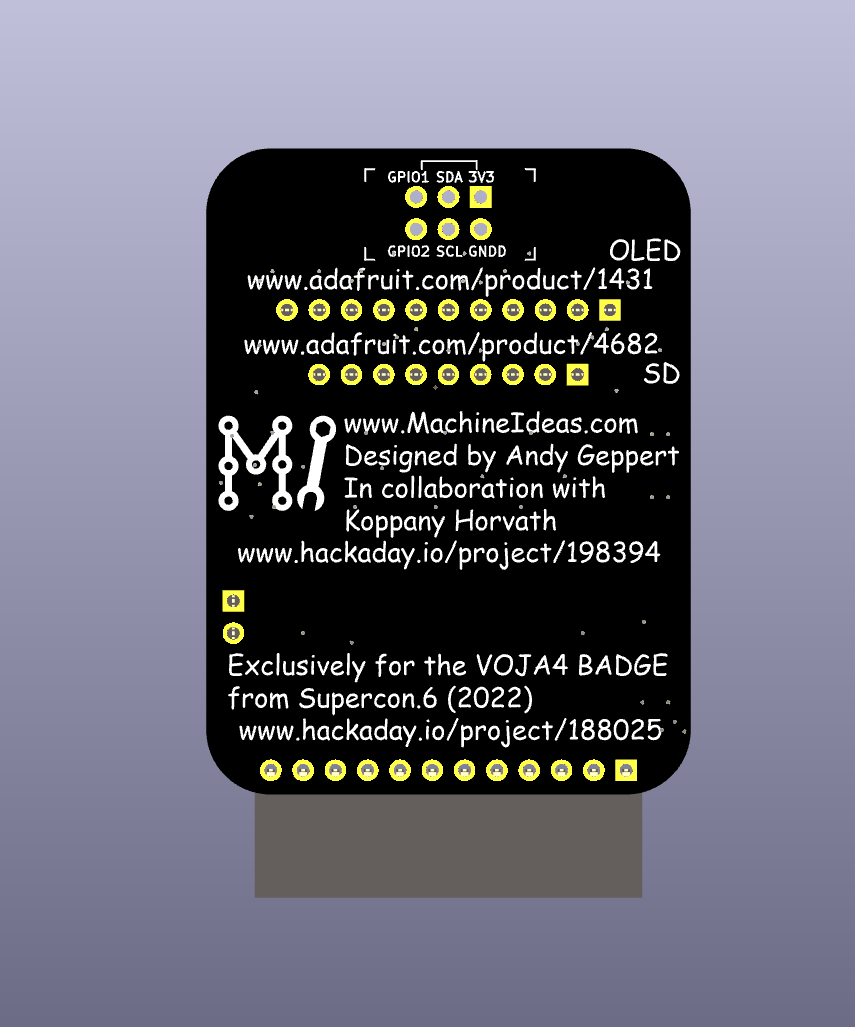 GPIO1 SDA 3V3
GPIO2 SCL GNDD
OLED
www.adafruit.com/product/1431
www.adafruit.com/product/4682
SD
MI
www.MachineIdeas.com
Designed by Andy Geppert
In collaboration with
Koppany Horvath
www.hackaday.io/project/198394
Exclusively for the VOJA4 BADGE
from Supercon.6 (2022)
www.hackaday.io/project/188025